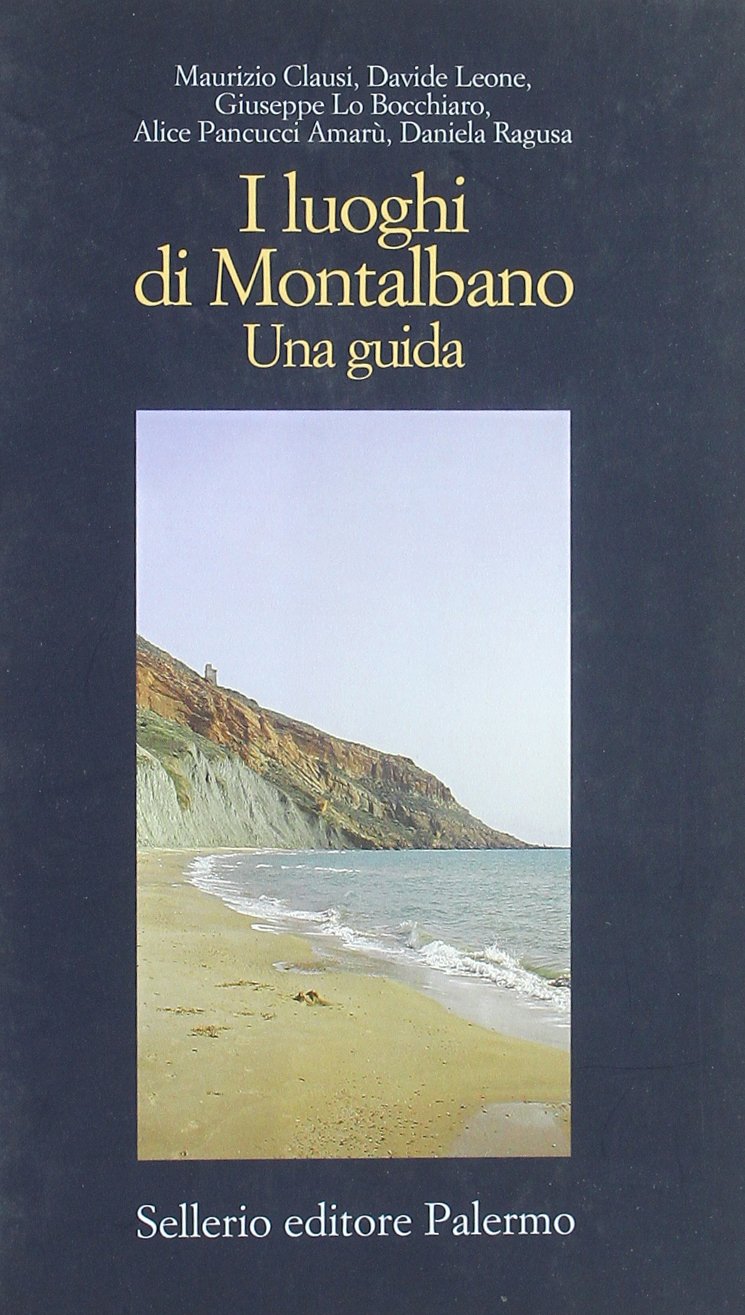 Maurizio Clausi, Davide Leone,
Giuseppe Lo Bocchiaro,
Alice Pancucci Amarù, Daniela Ragusa
I luoghi
di Montalbano
Una guida
Sellerio editore Palermo